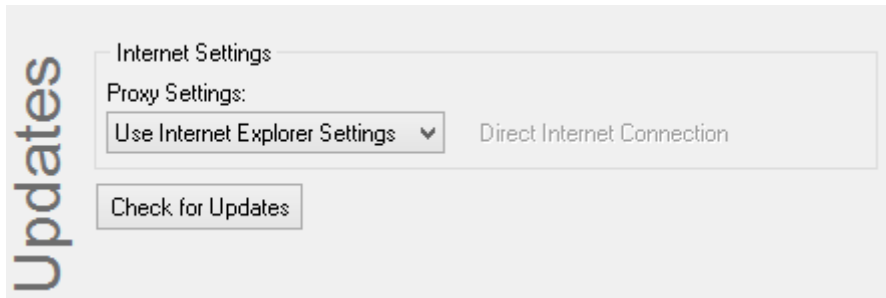 Updates
Internet Settings
Proxy Settings:
Use Internet Explorer Settings
Direct Internet Connection
Check for Updates